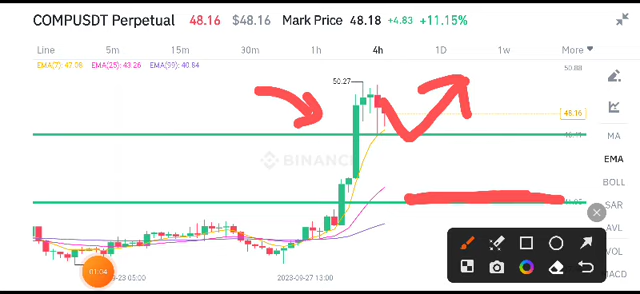 COMPUSDT Perpetual 48.16 $48.16 Mark Price 48.18 +4.83 +11.15%
Line 5m 15m 30m 1h 4h 1D 1w More
EMA(7): 47.09 EMA(25): 43.26 EMA(99): 40.84
50.88
50.27
48.16
MA
BINANCE
EMA
BOLL
SAR
AVL
VOL
MACD
01:04
-23 05:00
2023-09-27 13:00